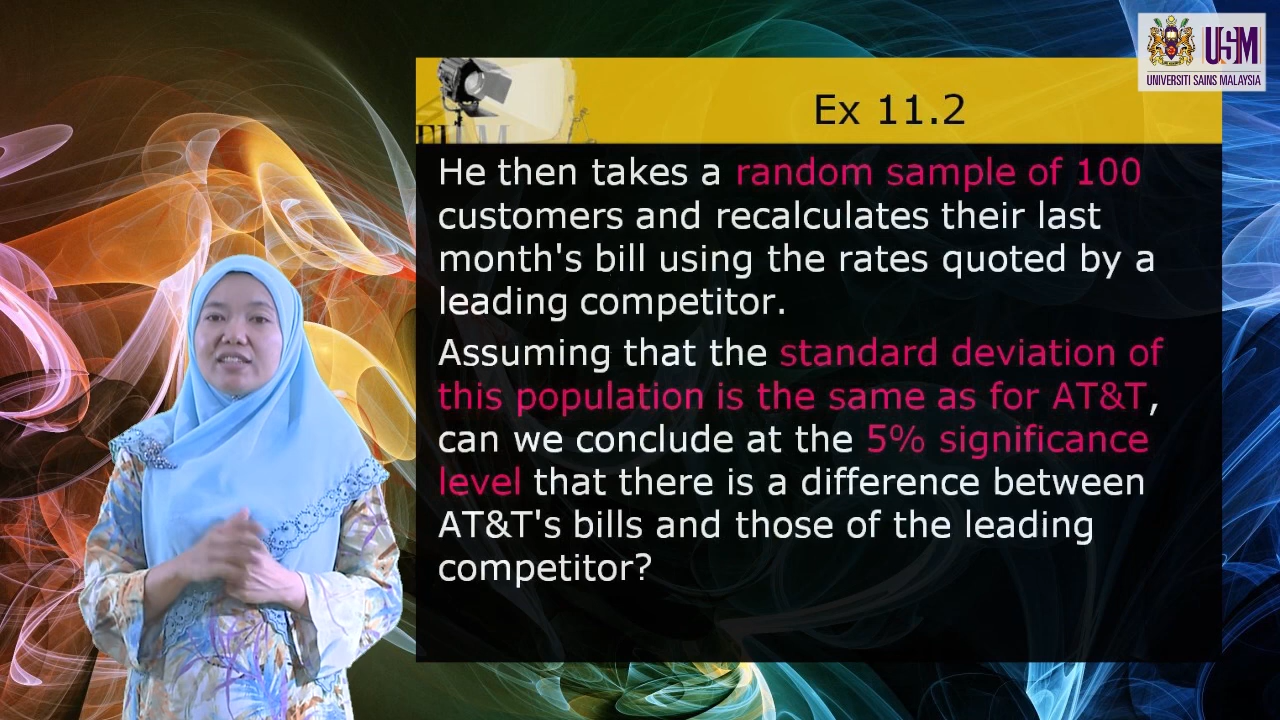 USM
UNIVERSITI SAINS MALAYSIA
FILM
Ex 11.2
He then takes a random sample of 100
customers and recalculates their last
month's bill using the rates quoted by a
leading competitor.
Assuming that the standard deviation of
this population is the same as for AT&T,
can we conclude at the 5% significance
level that there is a difference between
AT&T's bills and those of the leading
competitor?